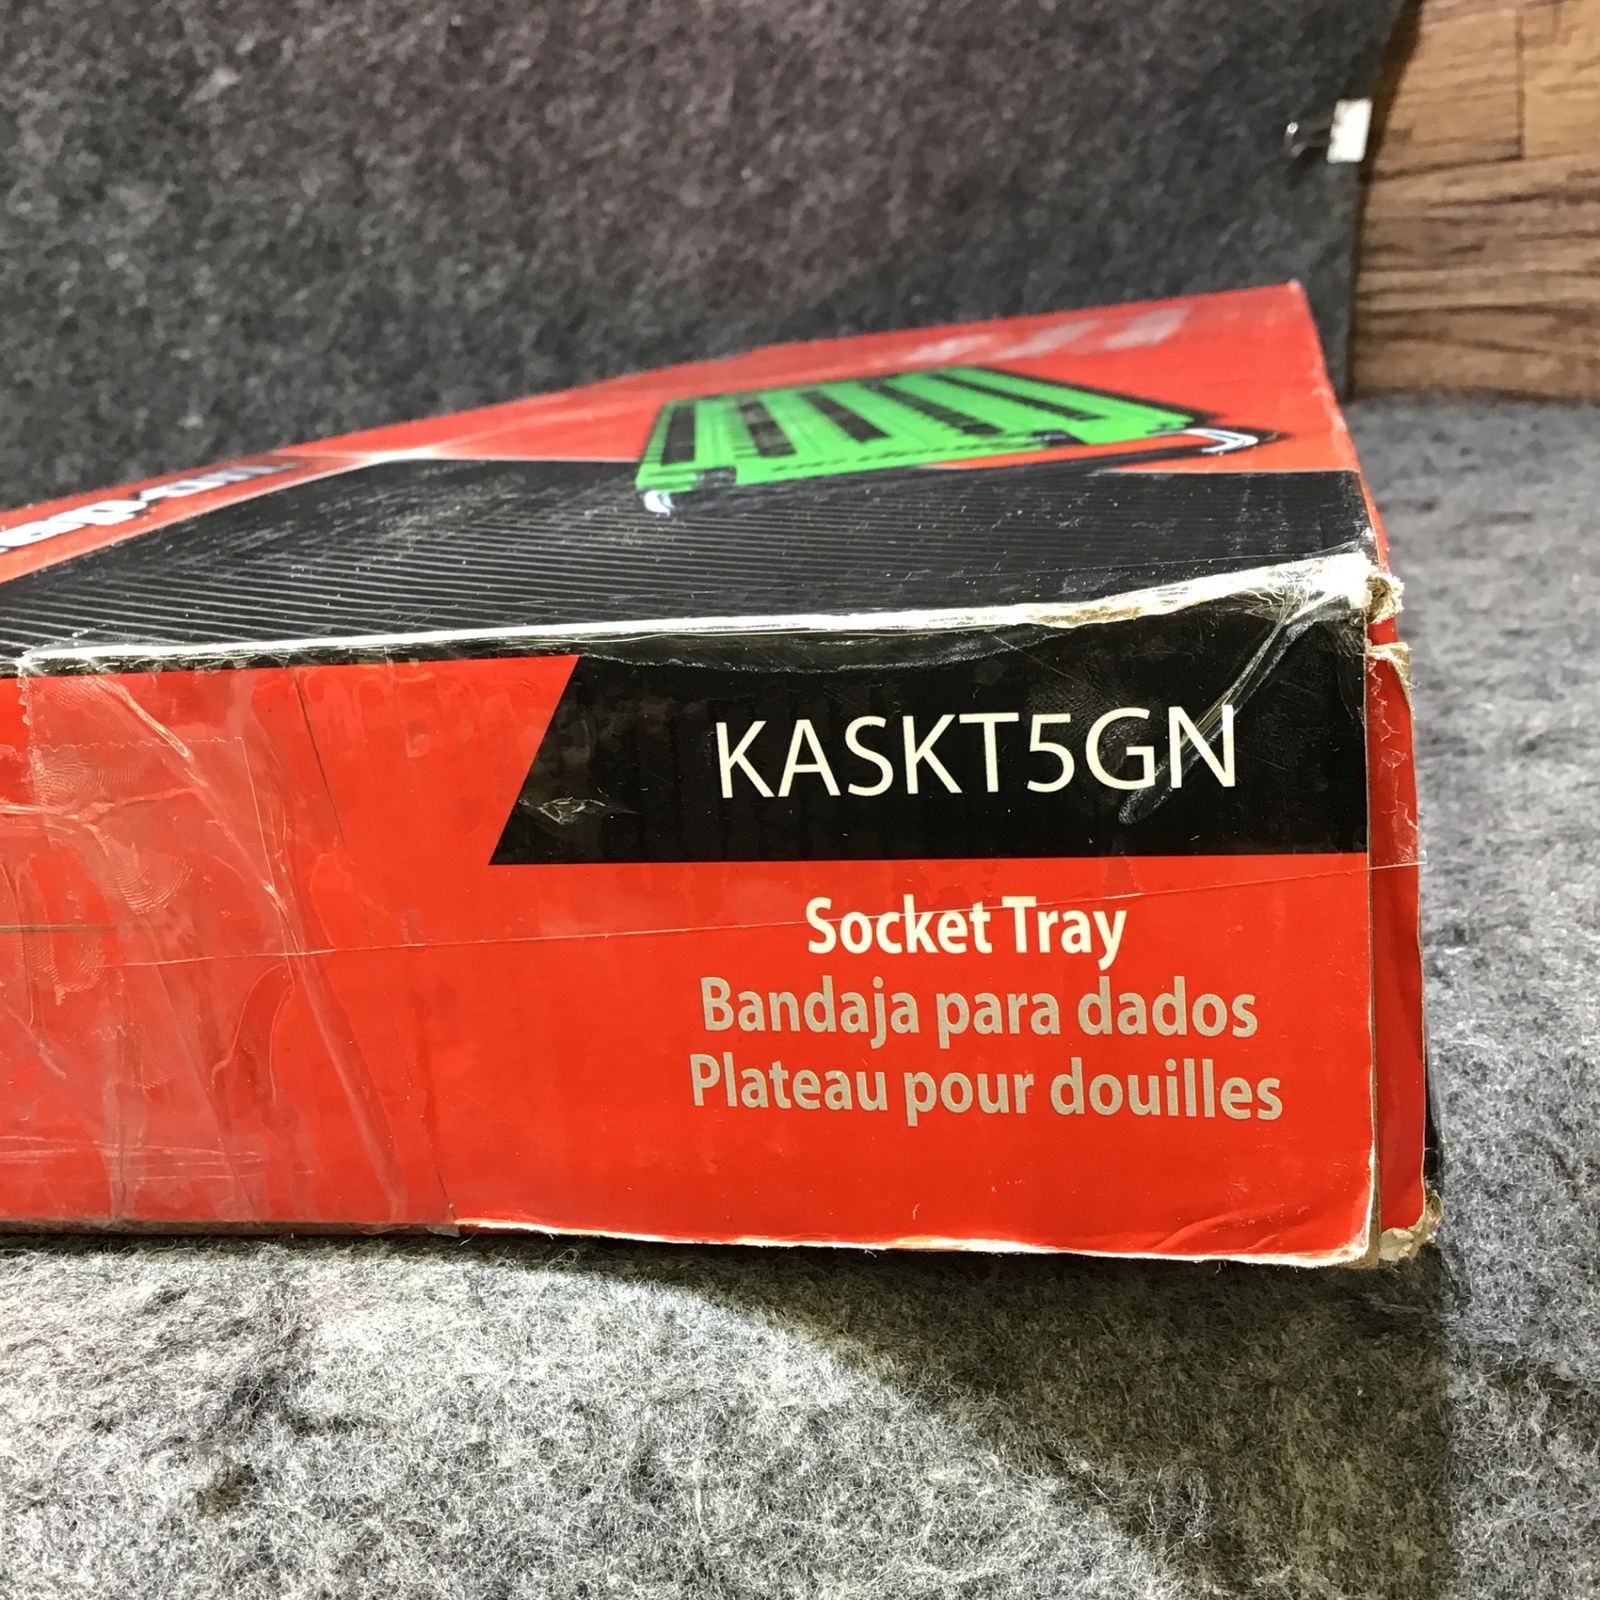 KASKT5GN
Socket Tray
Bandaja para dados
Plateau pour douilles